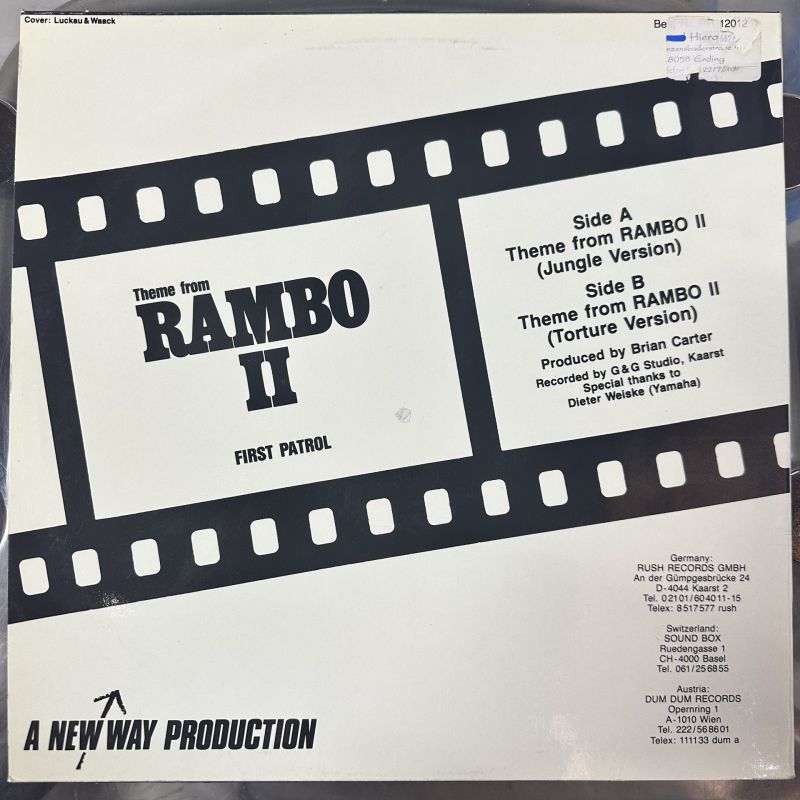 Cover: Luckau & Waack
12012
Hiero
8058 Erding
Theme from
RAMBO
II
FIRST PATROL
Side A
Theme from RAMBO II
(Jungle Version)
Side B
Theme from RAMBO II
(Torture Version)
Produced by Brian Carter
Recorded by G & G Studio, Kaarst
Special thanks to
Dieter Weiske (Yamaha)
Germany:
RUSH RECORDS GMBH
An der Gümpgesbrücke 24
D-4044 Kaarst 2
Tel. 02101/604011-15
Telex: 8517577 rush
Switzerland:
SOUND BOX
Ruedengasse 1
CH-4000 Basel
Tel. 061/256855
Austria:
DUM DUM RECORDS
Opernring 1
A-1010 Wien
Tel. 222/568601
Telex: 111133 dum a
A NEW WAY PRODUCTION